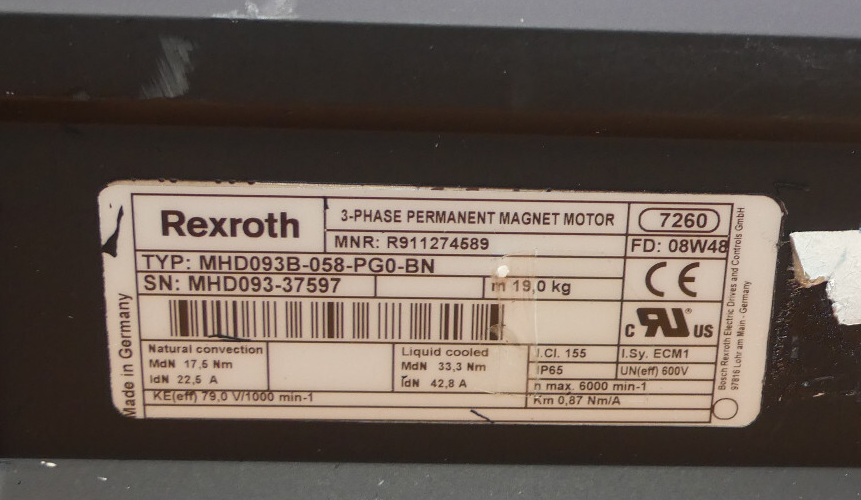 Rexroth
3-PHASE PERMANENT MAGNET MOTOR
7260
MNR: R911274589
FD: 08W48
TYP: MHD093B-058-PG0-BN
SN: MHD093-37597
m 19,0 kg
CE
c RU US
Natural convection
MdN 17,5 Nm
IdN 22,5 A
Liquid cooled
MdN 33,3 Nm
IdN 42,8 A
I.Cl. 155
I.Sy. ECM1
IP65
UN(eff) 600V
n max. 6000 min-1
KE(eff) 79,0 V/1000 min-1
Km 0,87 Nm/A
Made in Germany
Bosch Rexroth Electric Drives and Controls GmbH
97816 Lohr am Main - Germany